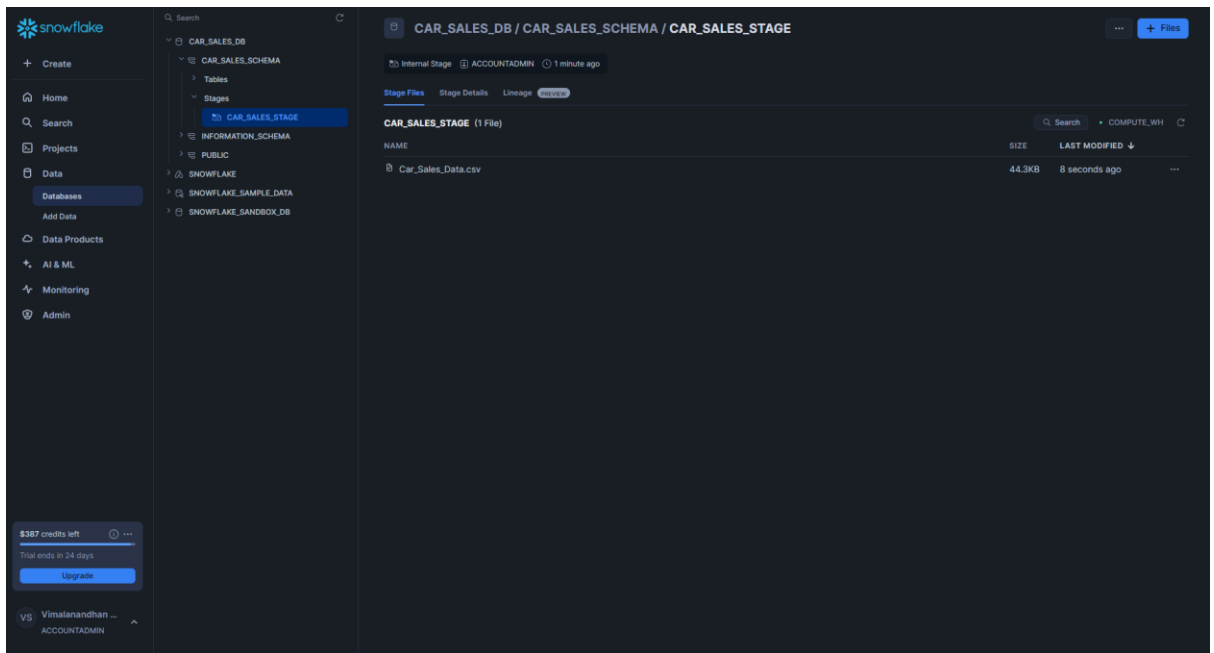 snowflake
+ Create
Home
Search
Projects
Data
Databases
Add Data
Data Products
AI & ML
Monitoring
Admin
$387 credits left
Trial ends in 24 days
Upgrade
VS Vimalanandhan ...
ACCOUNTADMIN
Search
CAR_SALES_DB
CAR_SALES_SCHEMA
Tables
Stages
CAR_SALES_STAGE
INFORMATION_SCHEMA
PUBLIC
SNOWFLAKE
SNOWFLAKE_SAMPLE_DATA
SNOWFLAKE_SANDBOX_DB
CAR_SALES_DB / CAR_SALES_SCHEMA / CAR_SALES_STAGE
... + Files
Internal Stage ACCOUNTADMIN 1 minute ago
Stage Files Stage Details Lineage PREVIEW
CAR_SALES_STAGE (1 File) Search COMPUTE_WH
NAME SIZE LAST MODIFIED
Car_Sales_Data.csv 44.3KB 8 seconds ago ...